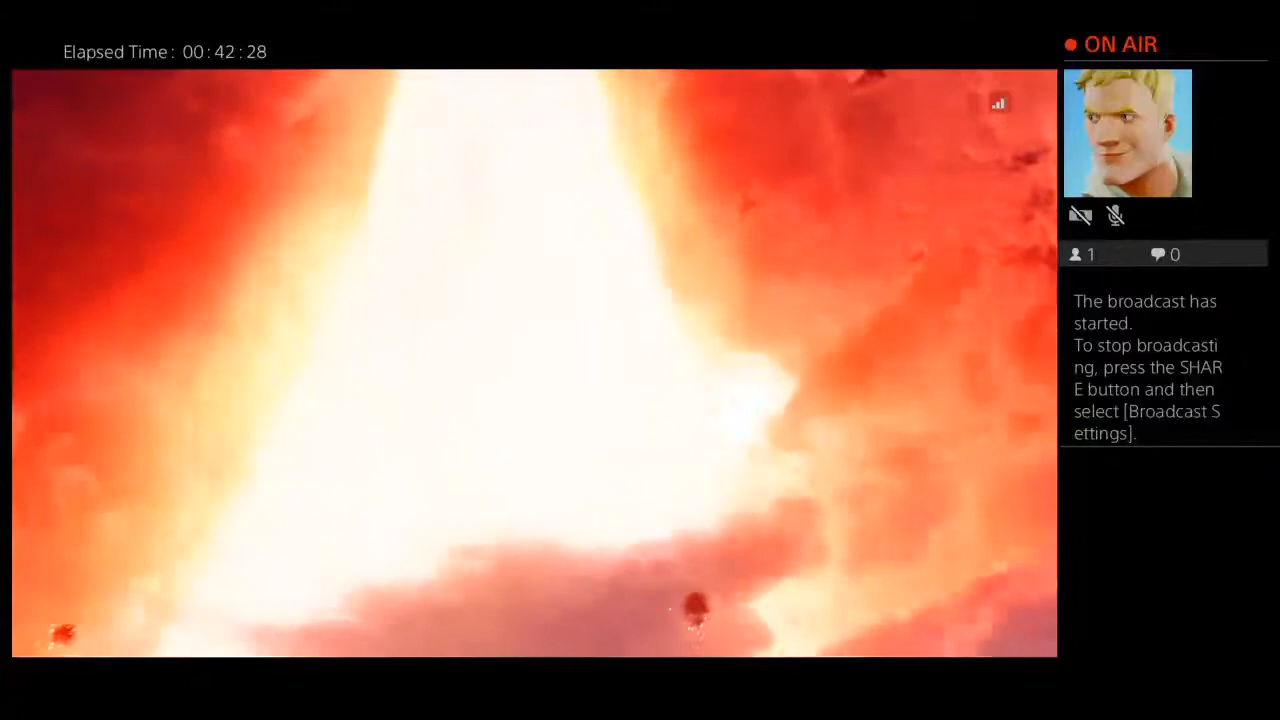 Elapsed Time: 00:42:28
ON AIR
1 0
The broadcast has
started.
To stop broadcasti
ng, press the SHAR
E button and then
select [Broadcast S
ettings].